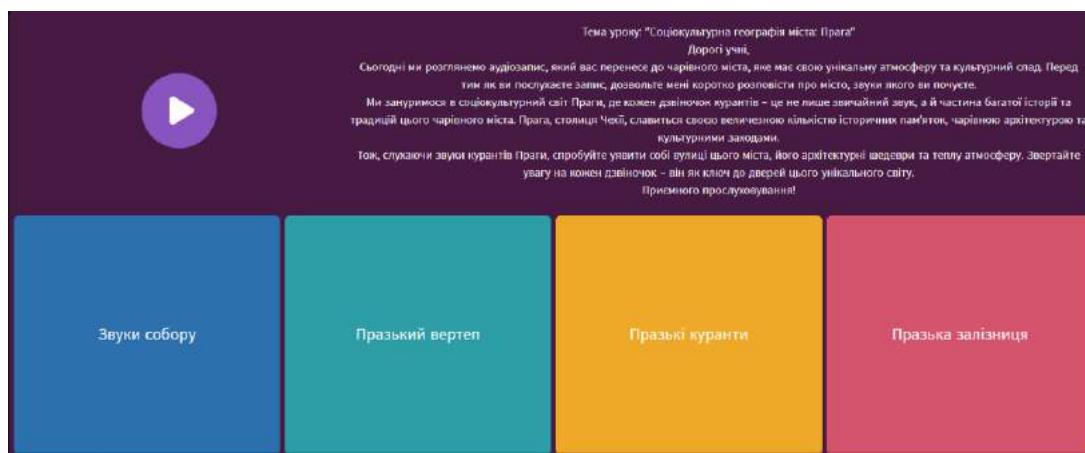 Тема уроку: "Соціокультурна географія міста: Прага"
Дорогі учні,
Сьогодні ми розглянемо аудіозапис, який вас перенесе до чарівного міста, яке має свою унікальну атмосферу та культурний спад. Перед
тим як ви послухаєте запис, дозвольте мені коротко розповісти про місто, звуки якого ви почуєте.
Ми зануримося в соціокультурний світ Праги, де кожен дзвіночок курантів – це не лише звичайний звук, а й частина багатої історії та
традицій цього чарівного міста. Прага, столиця Чехії, славиться своєю величезною кількістю історичних пам'яток, чарівною архітектурою та
культурними заходами.
Тож, слухаючи звуки курантів Праги, спробуйте уявити собі вулиці цього міста, його архітектурні шедеври та теплу атмосферу. Звертайте
увагу на кожен дзвіночок – він як ключ до дверей цього унікального світу.
Приємного прослуховування!
Звуки собору
Празький вертеп
Празькі куранти
Празька залізниця